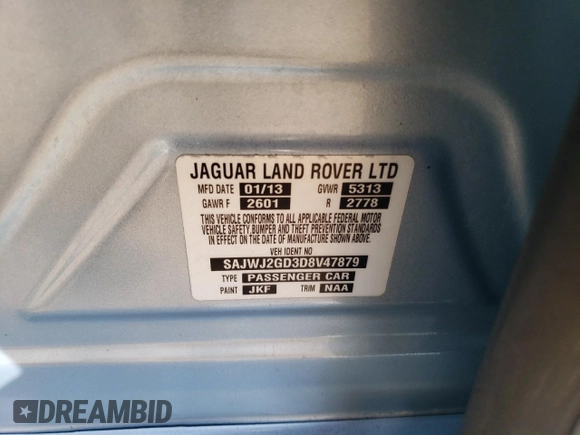 JAGUAR LAND ROVER LTD
MFD DATE 01/13 GVWR 5313
GAWR F 2601 R 2778
THIS VEHICLE CONFORMS TO ALL APPLICABLE FEDERAL MOTOR
VEHICLE SAFETY,BUMPER AND THEFT PREVENTION STANDARDS
IN EFFECT ON THE DATE OF MANUFACTURE SHOWN ABOVE.
VEH IDENT NO
SAJWJ2GD3D8V47879
TYPE PASSENGER CAR
PAINT JKF TRIM NAA
DREAMBID